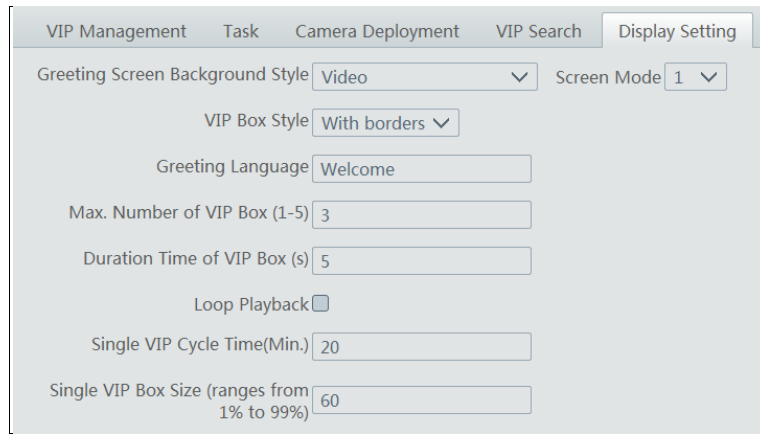 VIP Management Task Camera Deployment VIP Search Display Setting
Greeting Screen Background Style Video Screen Mode 1
VIP Box Style With borders
Greeting Language Welcome
Max. Number of VIP Box (1-5) 3
Duration Time of VIP Box (s) 5
Loop Playback
Single VIP Cycle Time(Min.) 20
Single VIP Box Size (ranges from
1% to 99%) 60